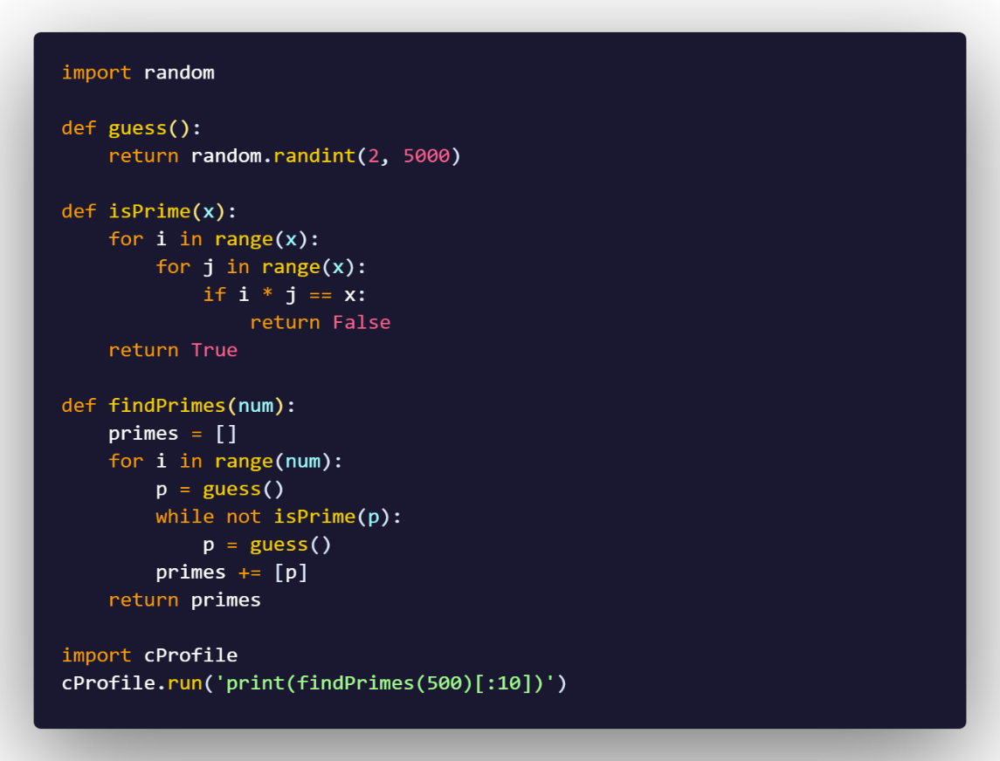 import random
def guess():
    return random.randint(2, 5000)
def isPrime(x):
    for i in range(x):
        for j in range(x):
            if i * j == x:
                return False
    return True
def findPrimes(num):
    primes = []
    for i in range(num):
        p = guess()
        while not isPrime(p):
            p = guess()
        primes += [p]
    return primes
import cProfile
cProfile.run('print(findPrimes(500)[:10])')